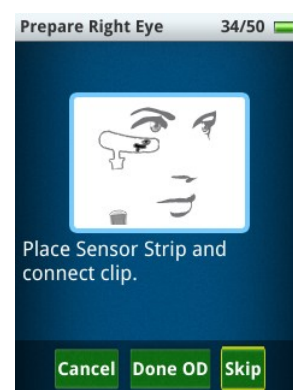 Prepare Right Eye 34/50
Place Sensor Strip and
connect clip.
Cancel Done OD Skip